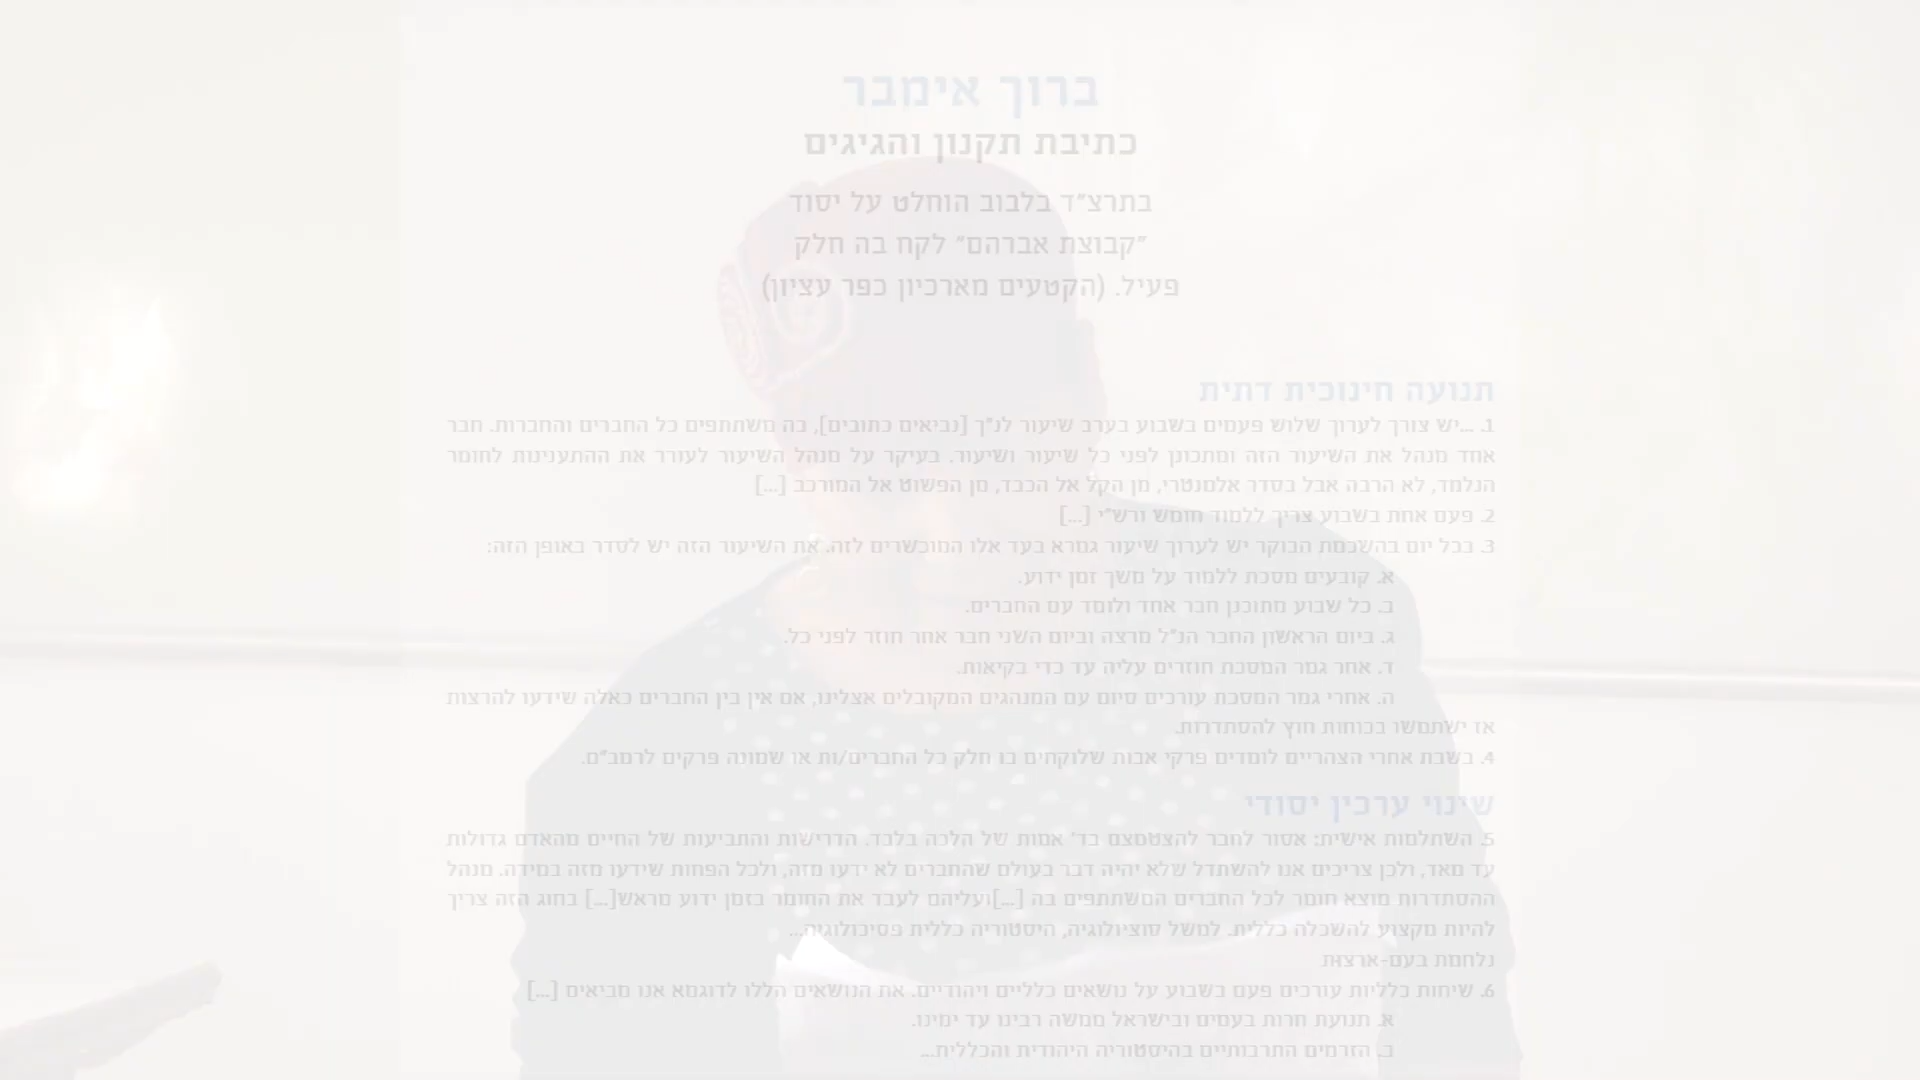 ברוך אימבר
כתיבת תקנון והגיגים
בתרצ״ד בלבוב הוחלט על יסוד
״קבוצת אברהם״ לקח בה חלק
פעיל. (הקטעים מארכיון כפר עציון)
תנועה חינוכית דתית
1. ...יש צורך לערוך שלוש פעמים בשבוע בערב שיעור לנ״ך [נביאים כתובים], בה משתתפים כל החברים והחברות. חבר
אחד מנהל את השיעור הזה ומתכונן לפני כל שיעור ושיעור. בעיקר על מנהל השיעור לעורר את ההתענינות לחומר
הנלמד, לא הרבה אבל בסדר אלמנטרי, מן הקל אל הכבד, מן הפשוט אל המורכב [...]
2. פעם אחת בשבוע צריך ללמוד חומש ורש״י [...]
3. בכל יום בהשכמת הבוקר יש לערוך שיעור גמרא בעד אלו המוכשרים לזה. את השיעור הזה יש לסדר באופן הזה:
א. קובעים מסכת ללמוד על משך זמן ידוע.
ב. כל שבוע מתוכנן חבר אחד ולומד עם החברים.
ג. ביום הראשון החבר הנ״ל מרצה וביום השני חבר אחר חוזר לפני כל.
ד. אחר גמר המסכת חוזרים עליה עד כדי בקיאות.
ה. אחרי גמר המסכת עורכים סיום עם המנהגים המקובלים אצלינו, אם אין בין החברים כאלה שידעו להרצות
אז ישתמשו בכוחות חוץ להסתדרות.
4. בשבת אחרי הצהריים לומדים פרקי אבות שלוקחים בו חלק כל החברים/ות או שמונה פרקים לרמב״ם.
שינוי ערכין יסודי
5. השתלמות אישית: אסור לחבר להצטמצם בד׳ אמות של הלכה בלבד. הדרישות והתביעות של החיים מהאדם גדולות
עד מאד, ולכן צריכים אנו להשתדל שלא יהיה דבר בעולם שהחברים לא ידעו מזה, ולכל הפחות שידעו מזה במידה. מנהל
ההסתדרות מוצא חומר לכל החברים המשתתפים בה [...]ועליהם לעבד את החומר בזמן ידוע מראש[...] בחוג הזה צריך
להיות מקצוע להשכלה כללית. למשל סוציולוגיה, היסטוריה כללית פסיכולוגיה...
נלחמת בעם-ארצות
6. שיחות כלליות עורכים פעם בשבוע על נושאים כלליים ויהודיים. את הנושאים הללו לדוגמא אנו מביאים [...]
א. תנועת חרות בעמים ובישראל ממשה רבינו עד ימינו.
ב. הזרמים התרבותיים בהיסטוריה היהודית והכללית...